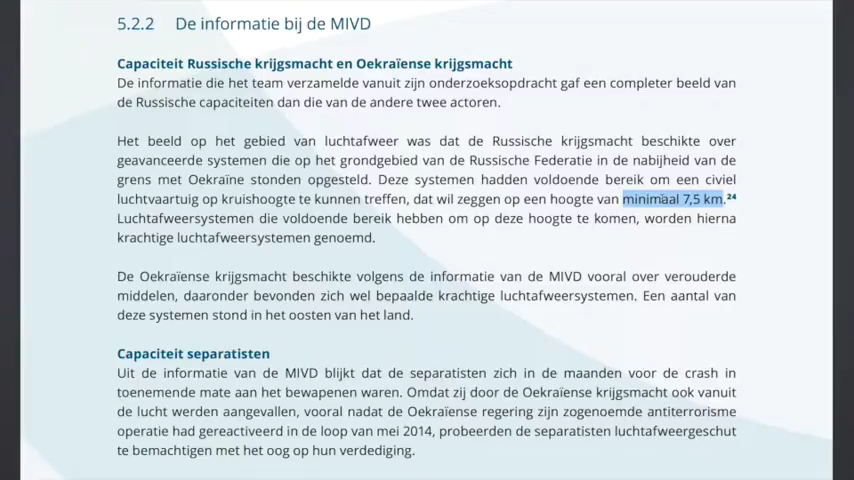 5.2.2 De informatie bij de MIVD
Capaciteit Russische krijgsmacht en Oekraïense krijgsmacht
De informatie die het team verzamelde vanuit zijn onderzoeksopdracht gaf een completer beeld van
de Russische capaciteiten dan die van de andere twee actoren.
Het beeld op het gebied van luchtafweer was dat de Russische krijgsmacht beschikte over
geavanceerde systemen die op het grondgebied van de Russische Federatie in de nabijheid van de
grens met Oekraïne stonden opgesteld. Deze systemen hadden voldoende bereik om een civiel
luchtvaartuig op kruishoogte te kunnen treffen, dat wil zeggen op een hoogte van minimaal 7,5 km.²⁴
Luchtafweersystemen die voldoende bereik hebben om op deze hoogte te komen, worden hierna
krachtige luchtafweersystemen genoemd.
De Oekraïense krijgsmacht beschikte volgens de informatie van de MIVD vooral over verouderde
middelen, daaronder bevonden zich wel bepaalde krachtige luchtafweersystemen. Een aantal van
deze systemen stond in het oosten van het land.
Capaciteit separatisten
Uit de informatie van de MIVD blijkt dat de separatisten zich in de maanden voor de crash in
toenemende mate aan het bewapenen waren. Omdat zij door de Oekraïense krijgsmacht ook vanuit
de lucht werden aangevallen, vooral nadat de Oekraïense regering zijn zogenoemde antiterrorisme
operatie had gereactiveerd in de loop van mei 2014, probeerden de separatisten luchtafweergeschut
te bemachtigen met het oog op hun verdediging.